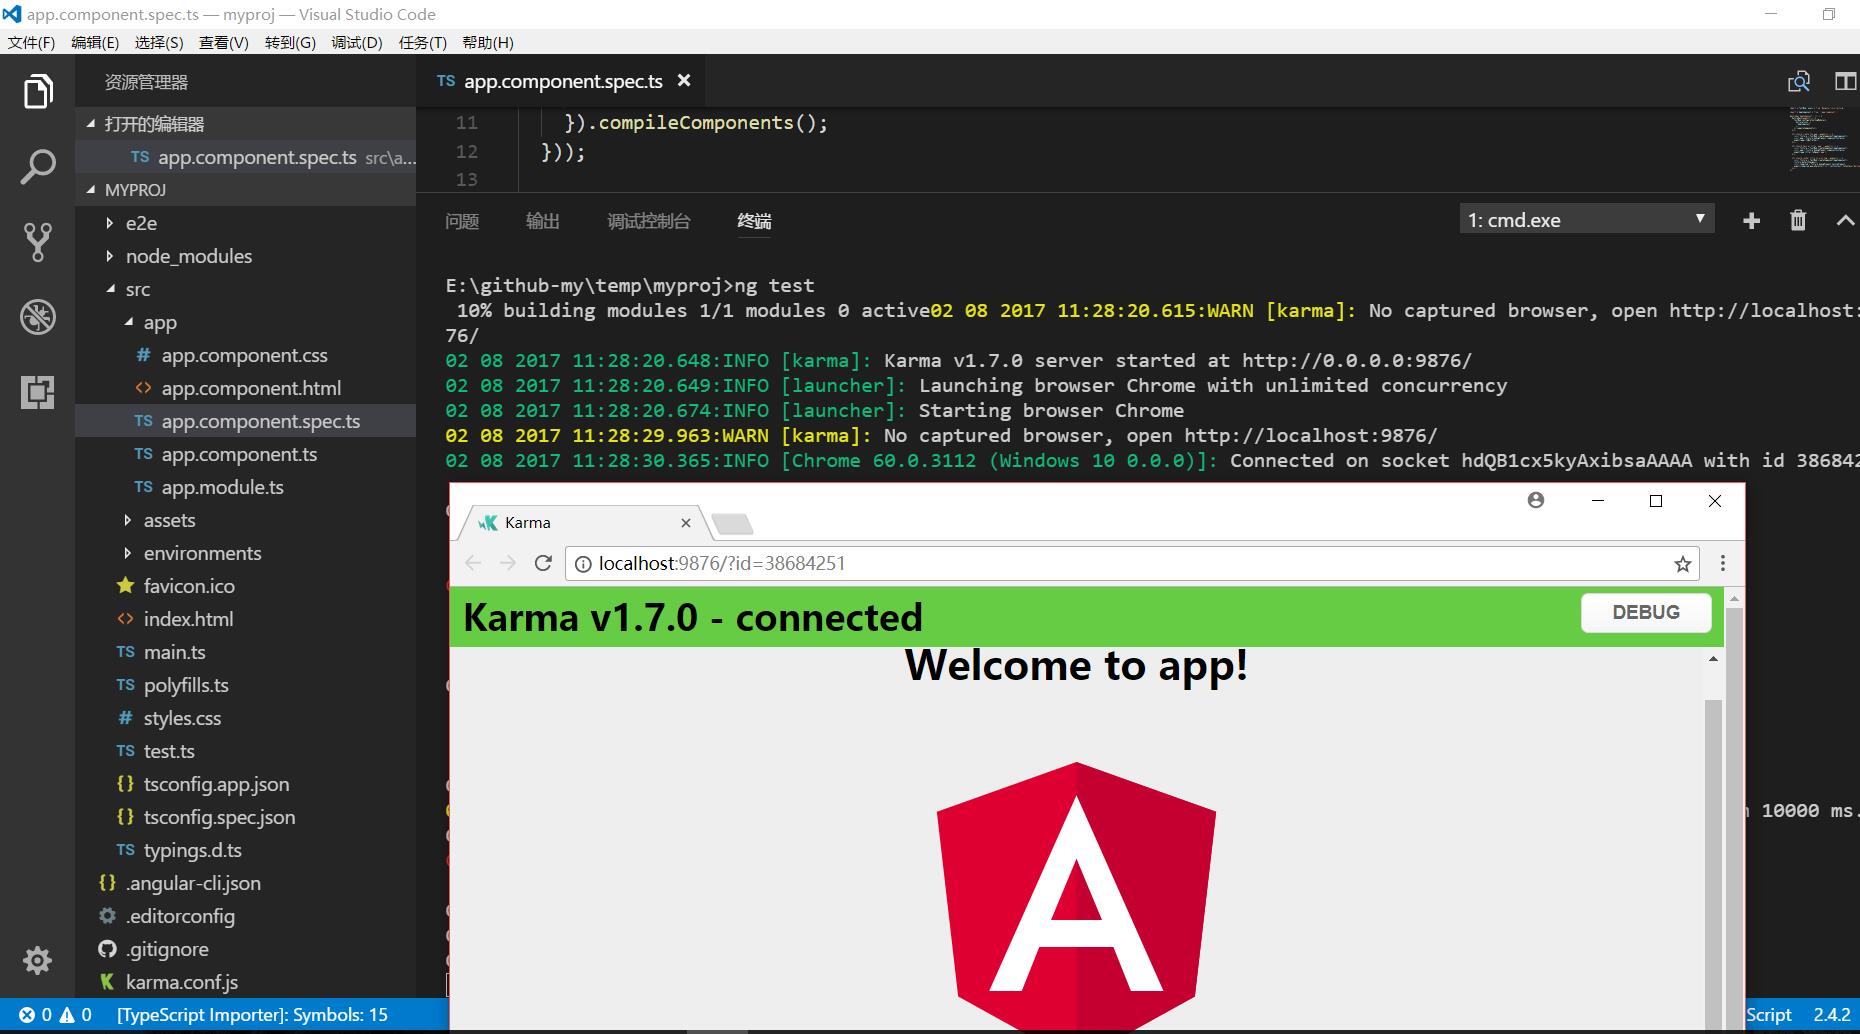 app.component.spec.ts — myproj — Visual Studio Code
文件(F) 编辑(E) 选择(S) 查看(V) 转到(G) 调试(D) 任务(T) 帮助(H)
资源管理器
打开的编辑器
TS app.component.spec.ts src\a...
MYPROJ
e2e
node_modules
src
app
# app.component.css
<> app.component.html
TS app.component.spec.ts
TS app.component.ts
TS app.module.ts
assets
environments
favicon.ico
<> index.html
TS main.ts
TS polyfills.ts
# styles.css
TS test.ts
{} tsconfig.app.json
{} tsconfig.spec.json
TS typings.d.ts
{} .angular-cli.json
.editorconfig
.gitignore
karma.conf.js
TS app.component.spec.ts
11 }).compileComponents();
12 }));
13
问题 输出 调试控制台 终端
1: cmd.exe
E:\github-my\temp\myproj>ng test
10% building modules 1/1 modules 0 active02 08 2017 11:28:20.615:WARN [karma]: No captured browser, open http://localhost:
76/
02 08 2017 11:28:20.648:INFO [karma]: Karma v1.7.0 server started at http://0.0.0.0:9876/
02 08 2017 11:28:20.649:INFO [launcher]: Launching browser Chrome with unlimited concurrency
02 08 2017 11:28:20.674:INFO [launcher]: Starting browser Chrome
02 08 2017 11:28:29.963:WARN [karma]: No captured browser, open http://localhost:9876/
02 08 2017 11:28:30.365:INFO [Chrome 60.0.3112 (Windows 10 0.0.0)]: Connected on socket hdQB1cx5kyAxibsaAAAA with id 386842
Karma
localhost:9876/?id=38684251
Karma v1.7.0 - connected
DEBUG
Welcome to app!
A
10000 ms.
0 0 [TypeScript Importer]: Symbols: 15
Script 2.4.2